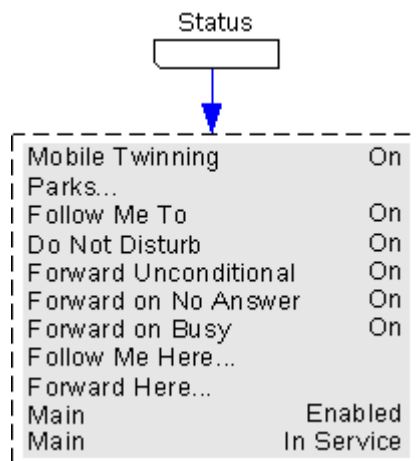 Status
Mobile Twinning On
Parks...
Follow Me To On
Do Not Disturb On
Forward Unconditional On
Forward on No Answer On
Forward on Busy On
Follow Me Here...
Forward Here...
Main Enabled
Main In Service